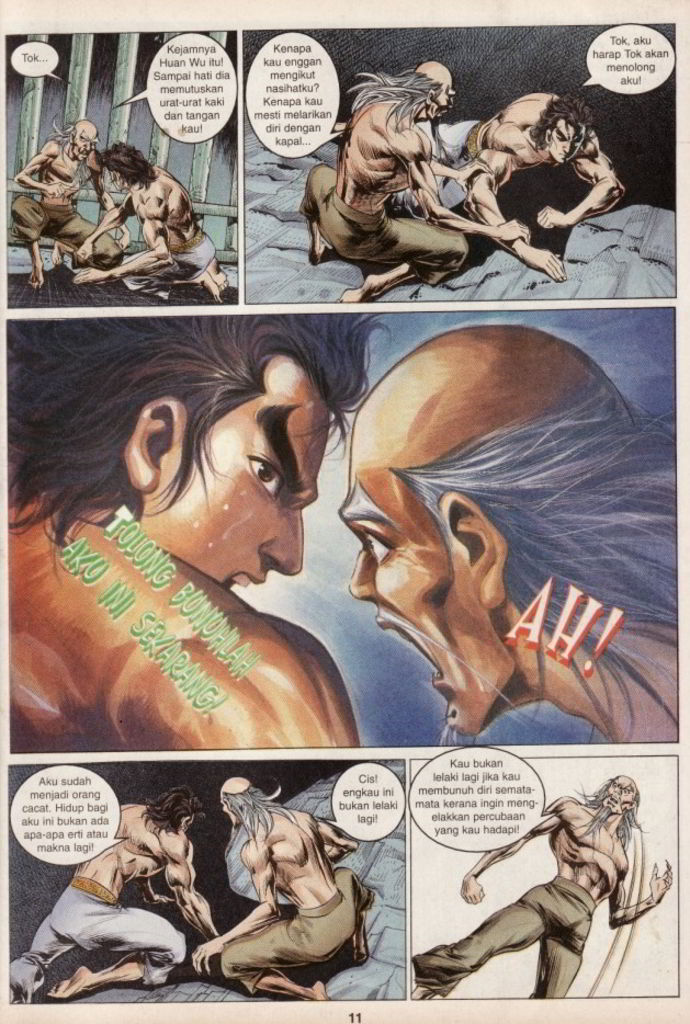 Tok...
Kejamnya
Huan Wu itu!
Sampai hati dia
memutuskan
urat-urat kaki
dan tangan
kau!
Kenapa
kau enggan
mengikut
nasihatku?
Kenapa kau
mesti melarikan
diri dengan
kapal...
Tok, aku
harap Tok akan
menolong
aku!
TOLONG BUNUHLAH
AKU INI SEKARANG!
AH!
Aku sudah
menjadi orang
cacat. Hidup bagi
aku ini bukan ada
apa-apa erti atau
makna lagi!
Cis!
engkau ini
bukan lelaki
lagi!
Kau bukan
lelaki lagi jika kau
membunuh diri semata-
mata kerana ingin meng-
elakkan percubaan
yang kau hadapi!
11